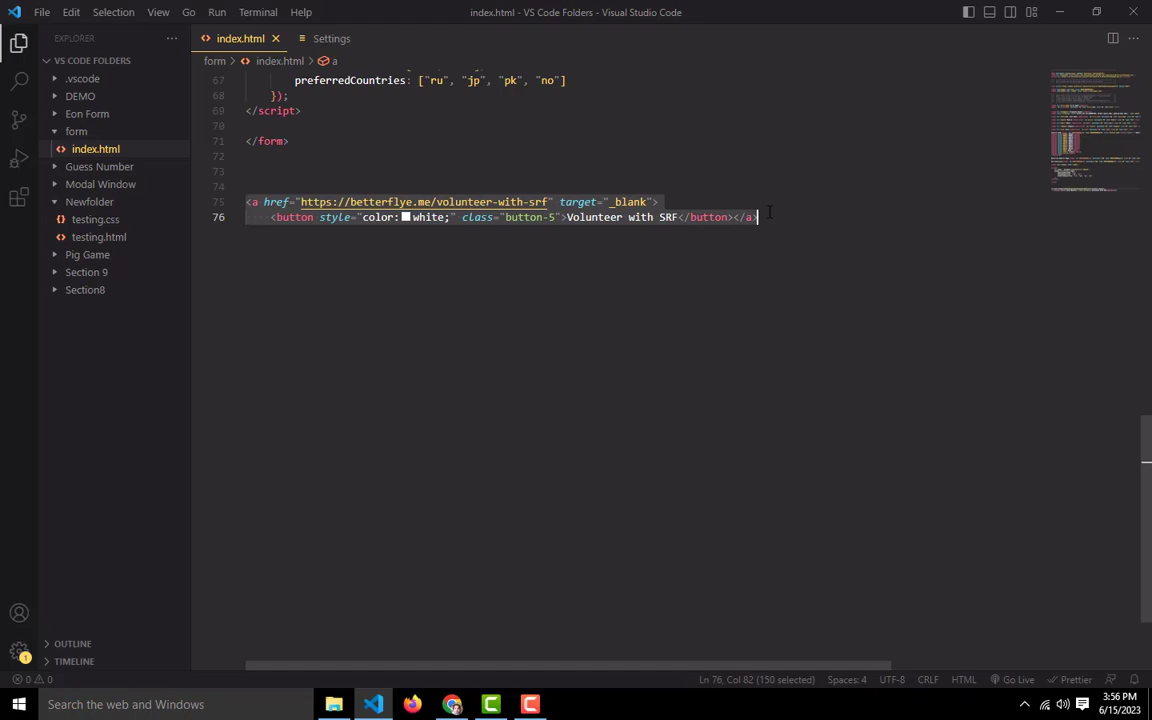 File Edit Selection View Go Run Terminal Help
index.html - VS Code Folders - Visual Studio Code
EXPLORER
index.html
Settings
VS CODE FOLDERS
form > index.html > a
.vscode
DEMO
Eon Form
form
index.html
Guess Number
Modal Window
Newfolder
testing.css
testing.html
Pig Game
Section 9
Section8
67 preferredCountries: ["ru", "jp", "pk", "no"]
68 });
69 </script>
70
71 </form>
72
73
74
75 <a href="https://betterflye.me/volunteer-with-srf" target="_blank">
76 <button style="color: white;" class="button-5">Volunteer with SRF</button></a>
OUTLINE
TIMELINE
1
0 0
Ln 76, Col 82 (150 selected) Spaces: 4 UTF-8 CRLF HTML Go Live Prettier
Search the web and Windows
3:56 PM
6/15/2023